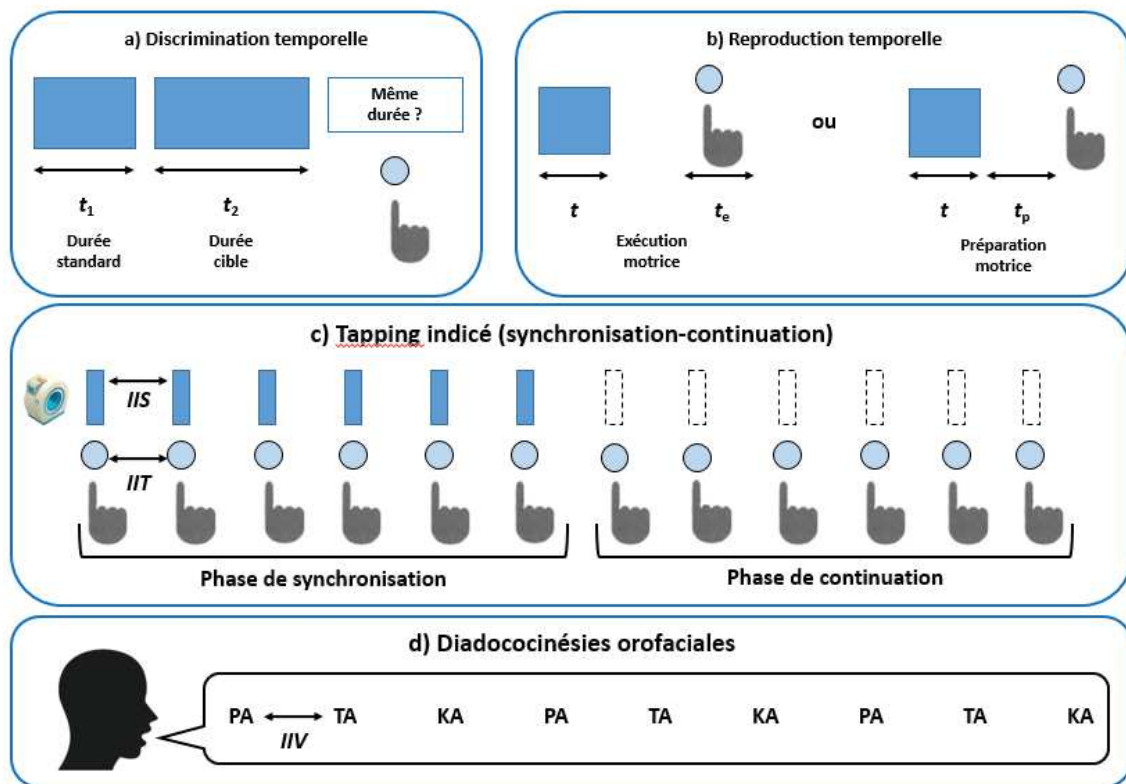 a) Discrimination temporelle
Même
durée ?
t1
t2
Durée
standard
Durée
cible
b) Reproduction temporelle
ou
t
te
t
tp
Exécution
motrice
Préparation
motrice
c) Tapping indicé (synchronisation-continuation)
IIS
IIT
Phase de synchronisation
Phase de continuation
d) Diadococinésies orofaciales
PA TA KA PA TA KA PA TA KA
IIV